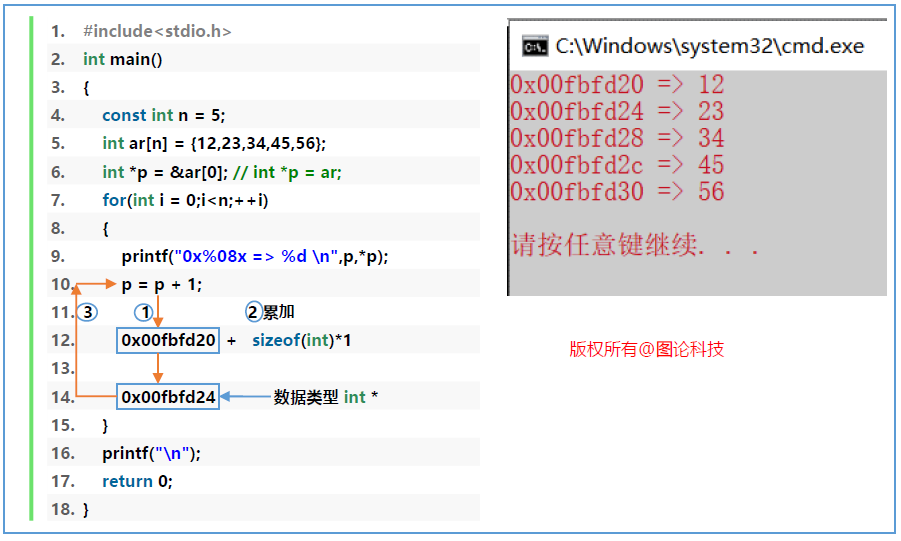 1. #include<stdio.h>
2. int main()
3. {
4. const int n = 5;
5. int ar[n] = {12,23,34,45,56};
6. int *p = &ar[0]; // int *p = ar;
7. for(int i = 0;i<n;++i)
8. {
9. printf("0x%08x => %d \n",p,*p);
10. p = p + 1;
11. 3 1 2 累加
12. 0x00fbfd20 + sizeof(int)*1
13.
14. 0x00fbfd24 数据类型 int *
15. }
16. printf("\n");
17. return 0;
18. }
C:\Windows\system32\cmd.exe
0x00fbfd20 => 12
0x00fbfd24 => 23
0x00fbfd28 => 34
0x00fbfd2c => 45
0x00fbfd30 => 56
请按任意键继续. . .
版权所有@图论科技